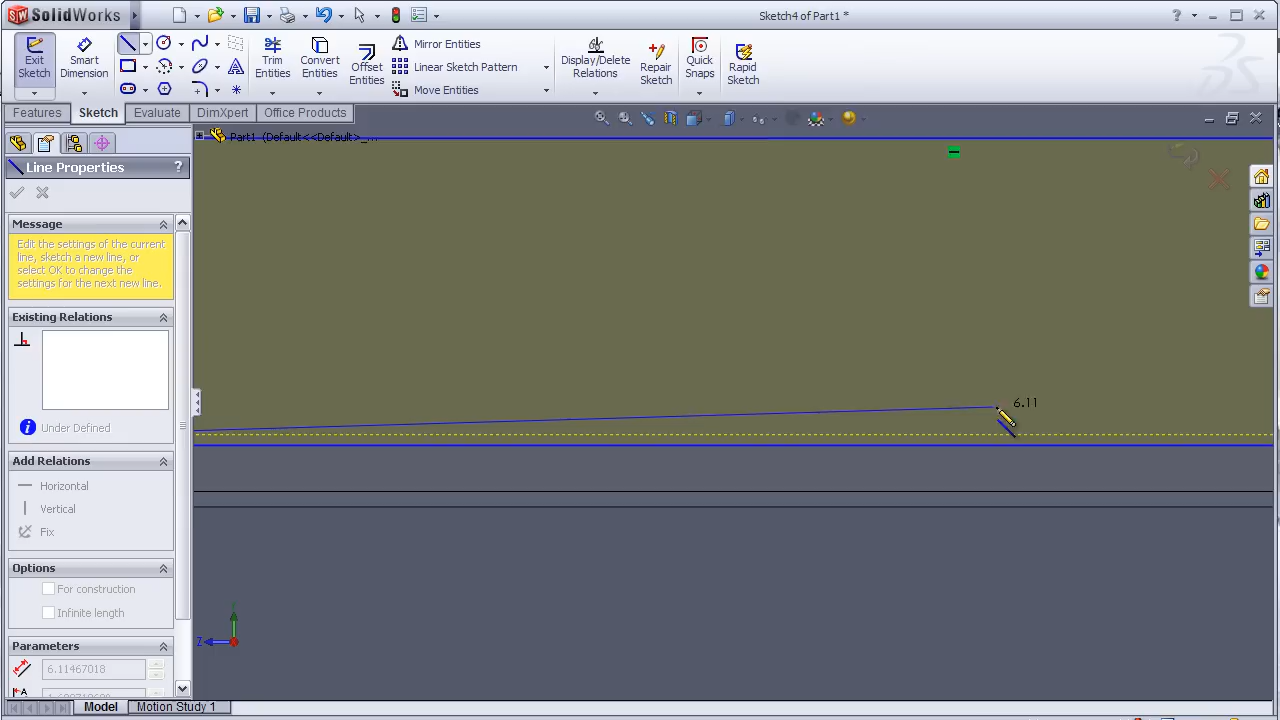 SolidWorks
Sketch4 of Part1 *
?
Exit Sketch
Smart Dimension
Trim Entities
Convert Entities
Offset Entities
Mirror Entities
Linear Sketch Pattern
Move Entities
Display/Delete Relations
Repair Sketch
Quick Snaps
Rapid Sketch
Features
Sketch
Evaluate
DimXpert
Office Products
Part1 (Default<<Default>_...
Line Properties
?
Message
Edit the settings of the current
line, sketch a new line, or
select OK to change the
settings for the next new line.
Existing Relations
Under Defined
Add Relations
Horizontal
Vertical
Fix
Options
For construction
Infinite length
Parameters
6.11467018
6.11
Z
Model
Motion Study 1